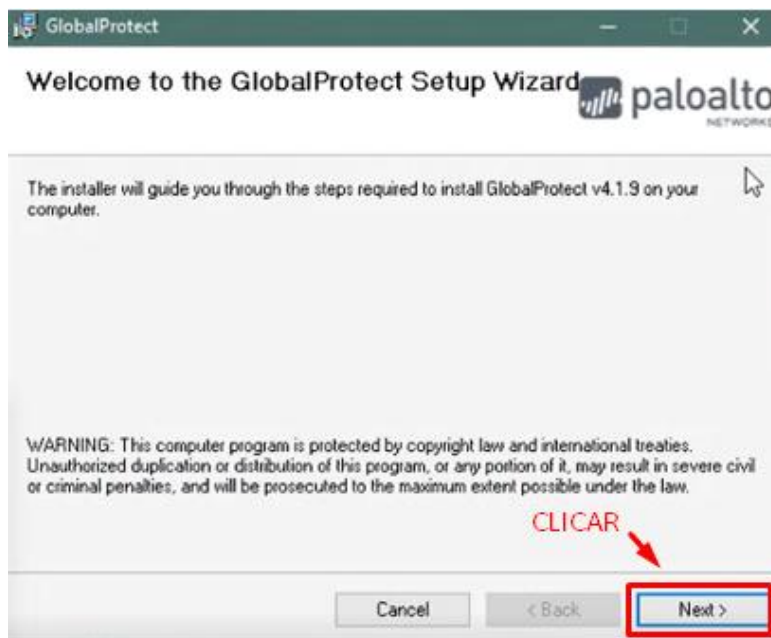 GlobalProtect
Welcome to the GlobalProtect Setup Wizard
paloalto
NETWORKS
The installer will guide you through the steps required to install GlobalProtect v4.1.9 on your
computer.
WARNING: This computer program is protected by copyright law and international treaties.
Unauthorized duplication or distribution of this program, or any portion of it, may result in severe civil
or criminal penalties, and will be prosecuted to the maximum extent possible under the law.
CLICAR
Cancel
< Back
Next >